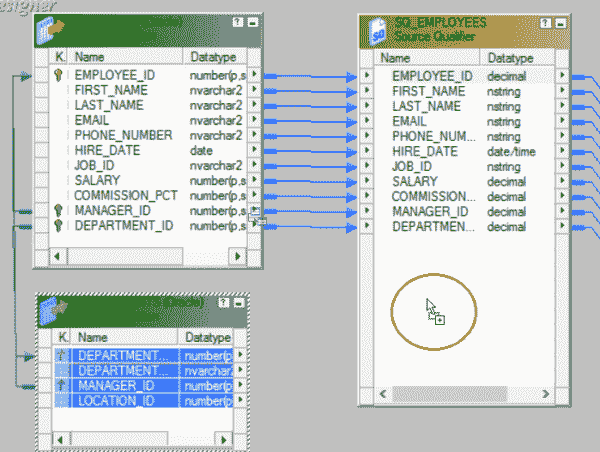 esigner
K. Name Datatype
EMPLOYEE_ID number(p,s
FIRST_NAME nvarchar2
LAST_NAME nvarchar2
EMAIL nvarchar2
PHONE_NUMBER nvarchar2
HIRE_DATE date
JOB_ID nvarchar2
SALARY number(p,s
COMMISSION_PCT number(p,s
MANAGER_ID number(p,s
DEPARTMENT_ID number(p,s
SQ_EMPLOYEES
Source Qualifier
Name Datatype
EMPLOYEE_ID decimal
FIRST_NAME nstring
LAST_NAME nstring
EMAIL nstring
PHONE_NUM... nstring
HIRE_DATE date/time
JOB_ID nstring
SALARY decimal
COMMISSION... decimal
MANAGER_ID decimal
DEPARTMEN... decimal
(Oracle)
K. Name Datatype
DEPARTMENT... number(p
DEPARTMENT... nvarchar2
MANAGER_ID number(p
LOCATION_ID number(p